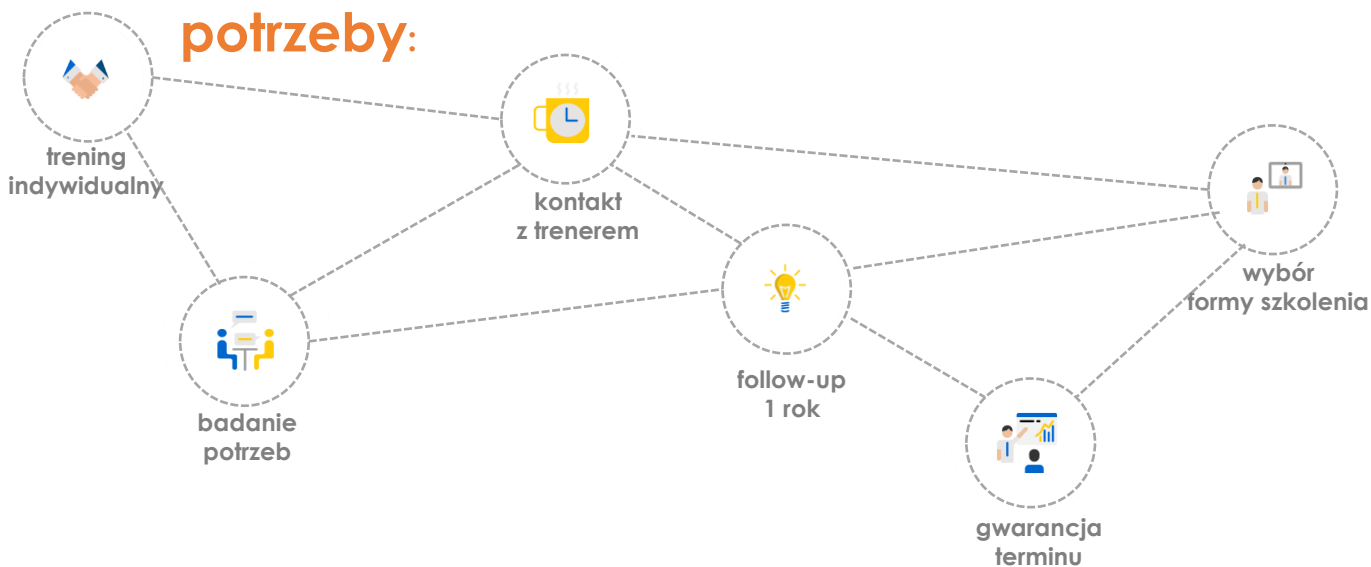 potrzeby:
trening
indywidualny
kontakt
z trenerem
wybór
formy szkolenia
follow-up
1 rok
badanie
potrzeb
gwarancja
terminu